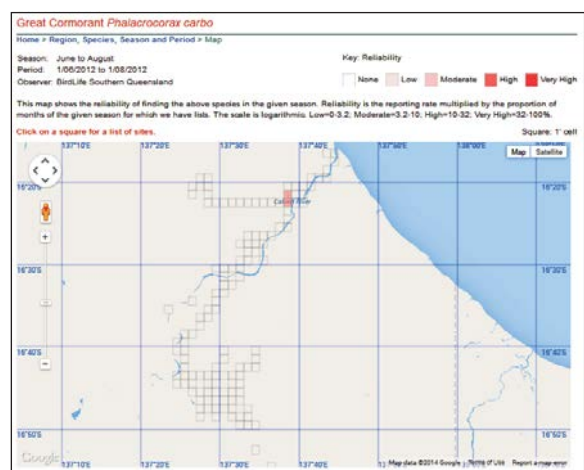 Great Cormorant Phalacrocorax carbo
Home > Region, Species, Season and Period > Map
Season: June to August
Key: Reliability
Period: 1/06/2012 to 1/08/2012
Observer: BirdLife Southern Queensland
None Low Moderate High Very High
This map shows the reliability of finding the above species in the given season. Reliability is the reporting rate multiplied by the proportion of
months of the given season for which we have lists. The scale is logarithmic. Low=0-3.2; Moderate=3.2-10; High=10-32; Very High=32-100%.
Click on a square for a list of sites.
Square: 1' cell
137°10'E 137°20'E 137°30'E 137°40'E 137°50'E 138°00'E
Map Satellite
16°20'S 16°20'S
16°30'S 16°30'S
16°40'S 16°40'S
16°50'S 16°50'S
Google
Map data ©2014 Google Terms of Use Report a map error
137°10'E 137°20'E 137°30'E 137°40'E 137°50'E